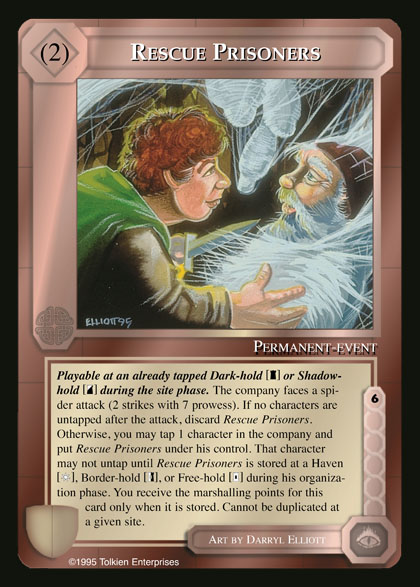 (2)
RESCUE PRISONERS
ELLIOTT 95
PERMANENT-EVENT
Playable at an already tapped Dark-hold [] or Shadow-
hold [] during the site phase. The company faces a spi-
der attack (2 strikes with 7 prowess). If no characters are
untapped after the attack, discard Rescue Prisoners.
Otherwise, you may tap 1 character in the company and
put Rescue Prisoners under his control. That character
may not untap until Rescue Prisoners is stored at a Haven
[], Border-hold [], or Free-hold [] during his organiza-
tion phase. You receive the marshalling points for this
card only when it is stored. Cannot be duplicated at
a given site.
6
ART BY DARRYL ELLIOTT
©1995 Tolkien Enterprises